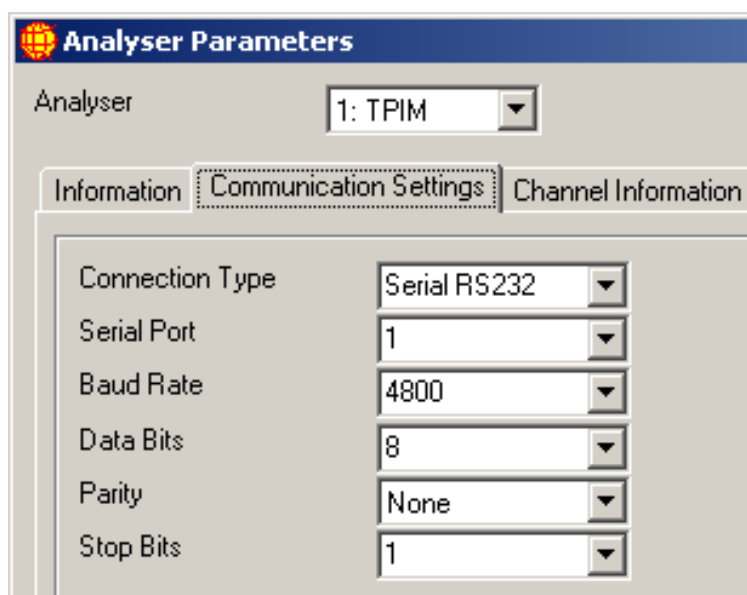 Analyser Parameters
Analyser 1: TPIM
Information Communication Settings Channel Information
Connection Type Serial RS232
Serial Port 1
Baud Rate 4800
Data Bits 8
Parity None
Stop Bits 1